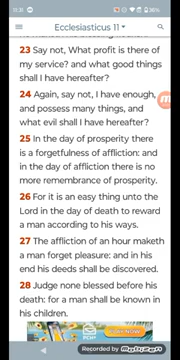 11:31
Ecclesiasticus 11
23 Say not, What profit is there of
my service? and what good things
shall I have hereafter?
24 Again, say not, I have enough,
and possess many things, and
what evil shall I have hereafter?
25 In the day of prosperity there
is a forgetfulness of affliction: and
in the day of affliction there is no
more remembrance of prosperity.
26 For it is an easy thing unto the
Lord in the day of death to reward
a man according to his ways.
27 The affliction of an hour maketh
a man forget pleasure: and in his
end his deeds shall be discovered.
28 Judge none blessed before his
death: for a man shall be known in
his children.
PCH
Recorded by